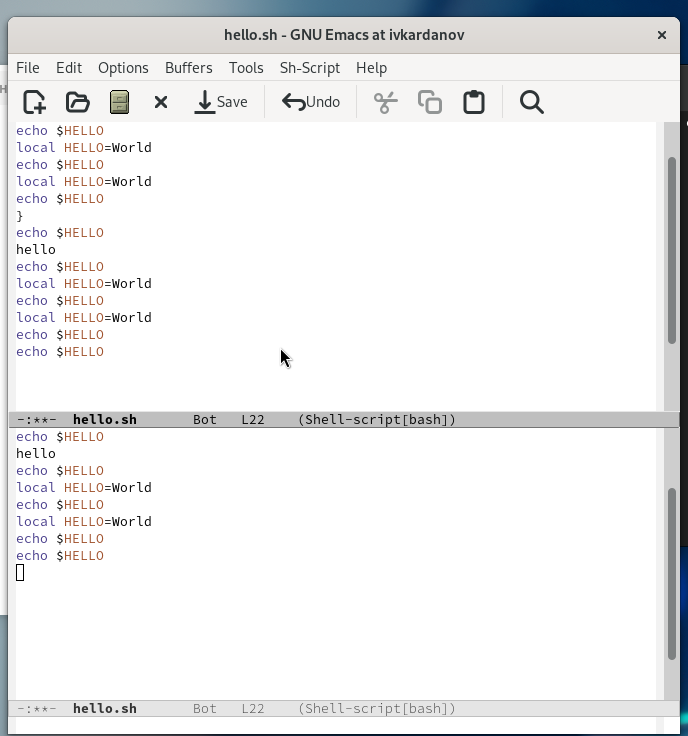 hello.sh - GNU Emacs at ivkardanov
File Edit Options Buffers Tools Sh-Script Help
Save Undo
echo $HELLO
local HELLO=World
echo $HELLO
local HELLO=World
echo $HELLO
}
echo $HELLO
hello
echo $HELLO
local HELLO=World
echo $HELLO
local HELLO=World
echo $HELLO
echo $HELLO
-:**- hello.sh Bot L22 (Shell-script[bash])
echo $HELLO
hello
echo $HELLO
local HELLO=World
echo $HELLO
local HELLO=World
echo $HELLO
echo $HELLO
-:**- hello.sh Bot L22 (Shell-script[bash])